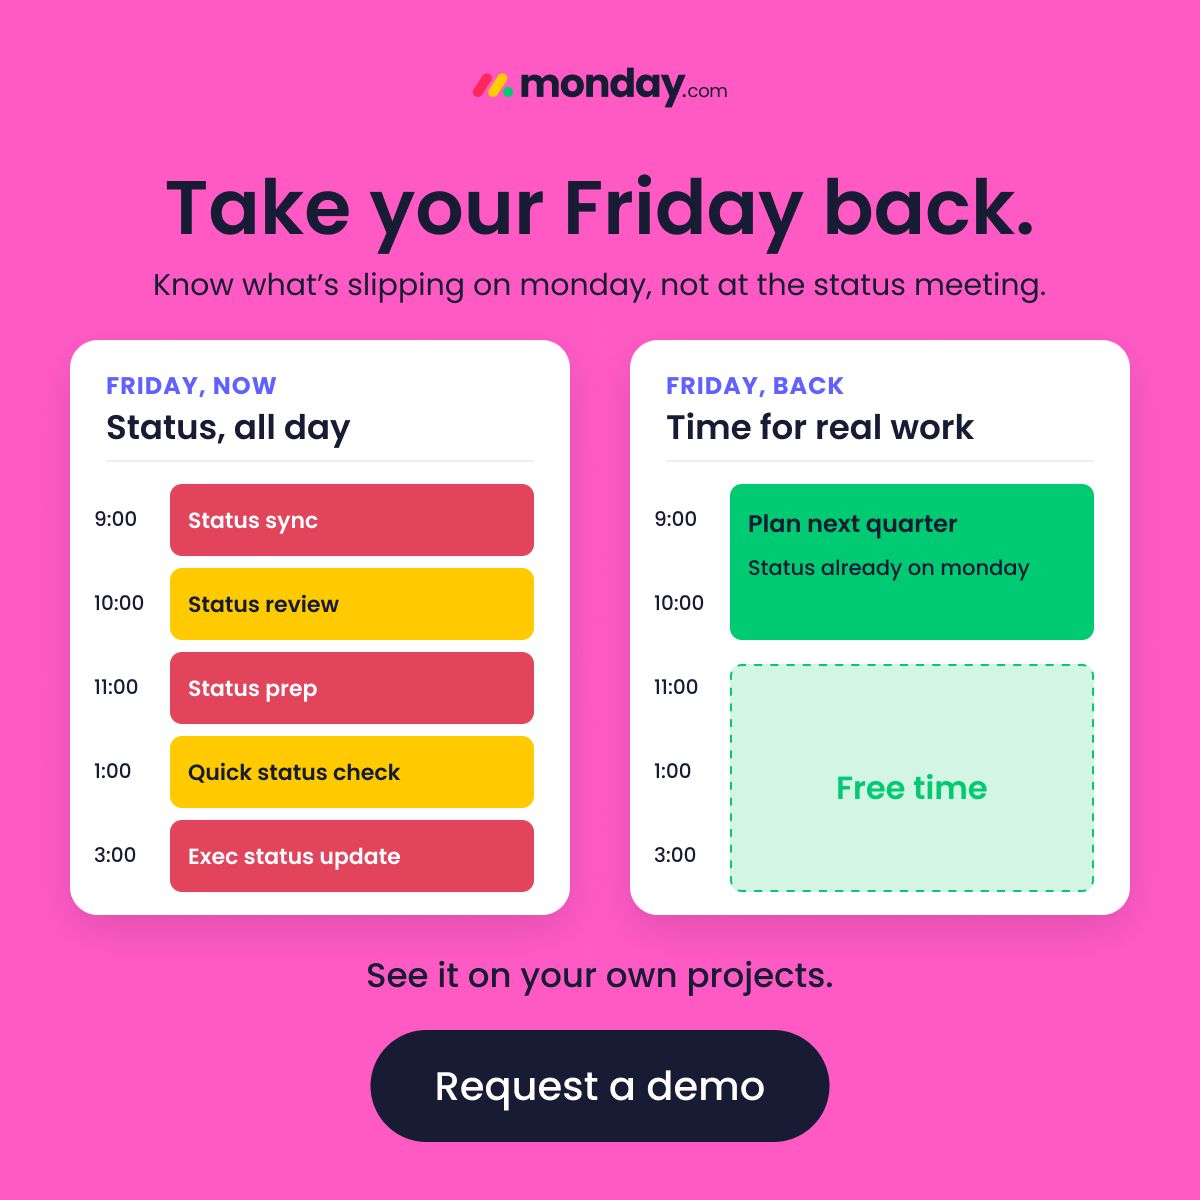 monday.com
Take your Friday back.
Know what’s slipping on monday, not at the status meeting.
FRIDAY, NOW
Status, all day
9:00 Status sync
10:00 Status review
11:00 Status prep
1:00 Quick status check
3:00 Exec status update
FRIDAY, BACK
Time for real work
9:00 Plan next quarter
Status already on monday
10:00
11:00
1:00 Free time
3:00
See it on your own projects.
Request a demo